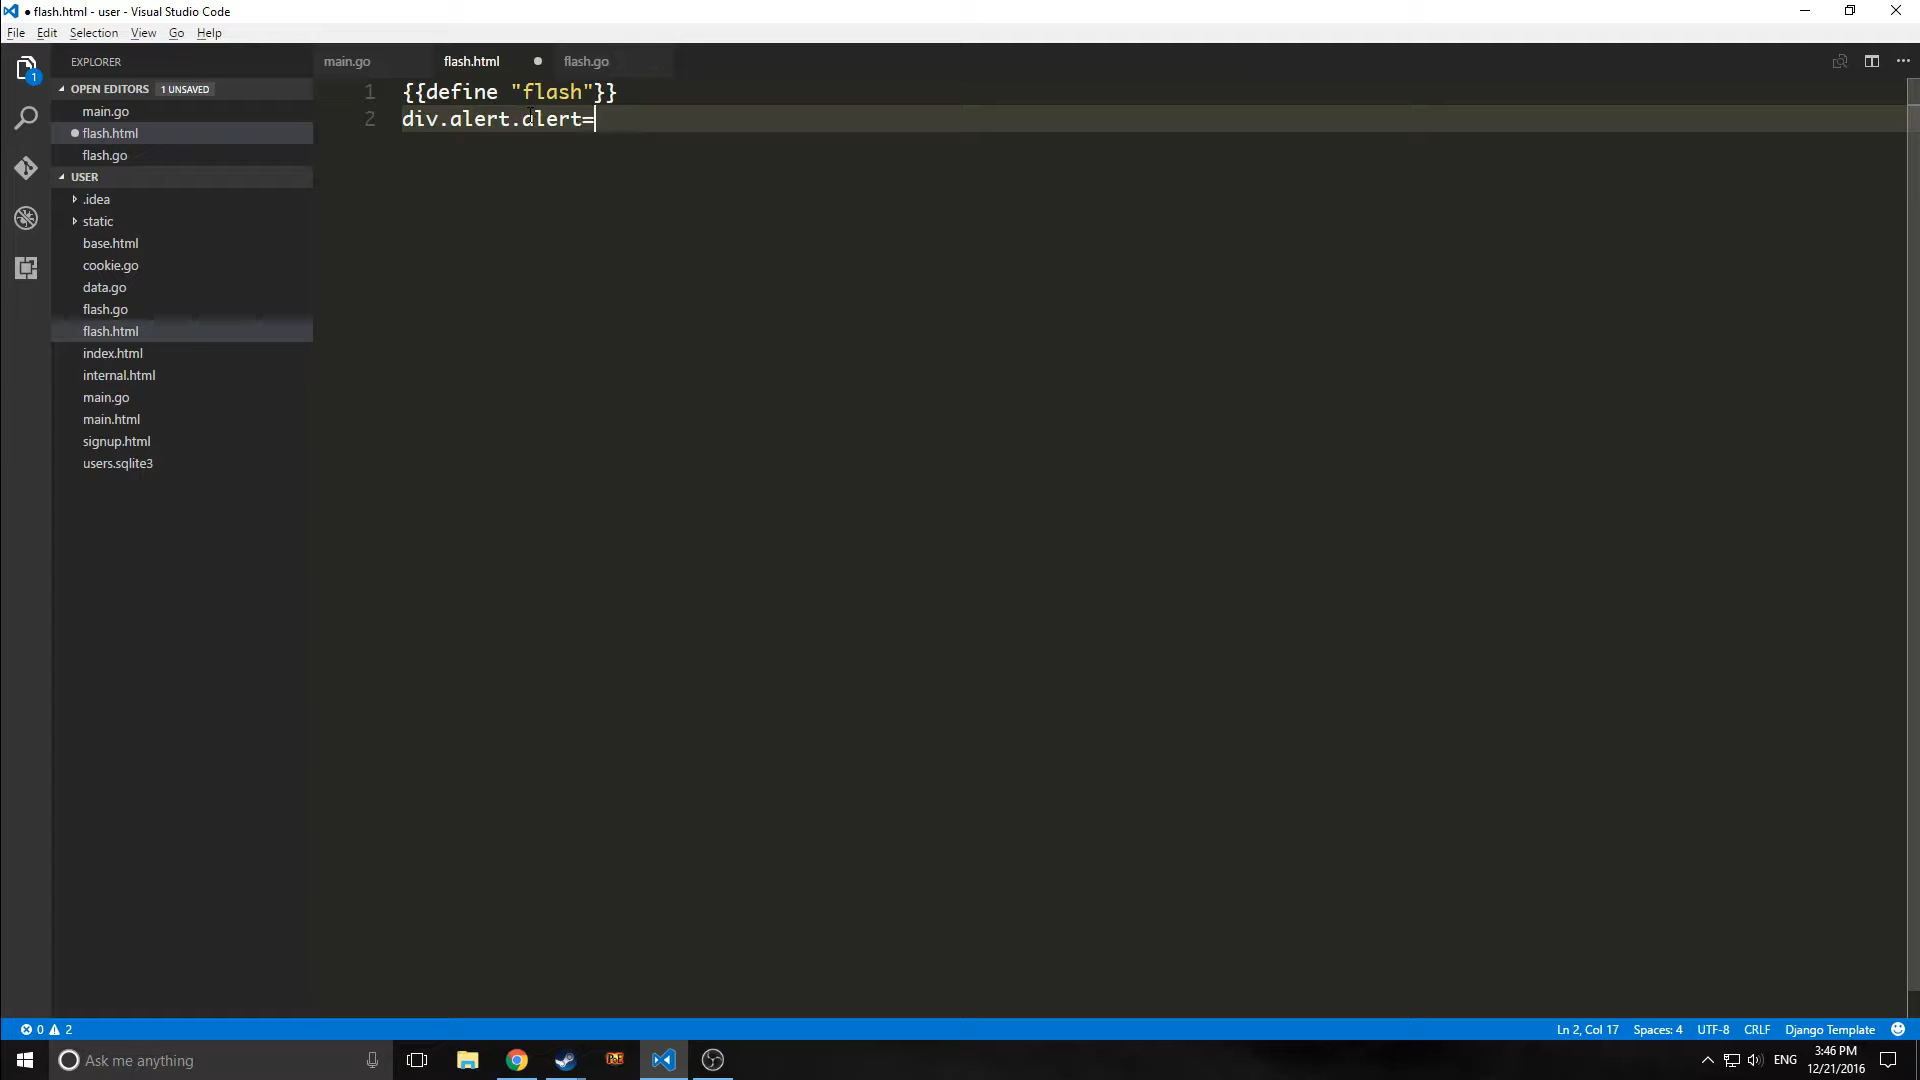 flash.html - user - Visual Studio Code
File Edit Selection View Go Help
EXPLORER
main.go flash.html flash.go
OPEN EDITORS 1 UNSAVED
main.go
flash.html
flash.go
USER
.idea
static
base.html
cookie.go
data.go
flash.go
flash.html
index.html
internal.html
main.go
main.html
signup.html
users.sqlite3
1 {{define "flash"}}
2 div.alert.alert=
1
0 2
Ln 2, Col 17 Spaces: 4 UTF-8 CRLF Django Template
Ask me anything
PoE
ENG
3:46 PM
12/21/2016